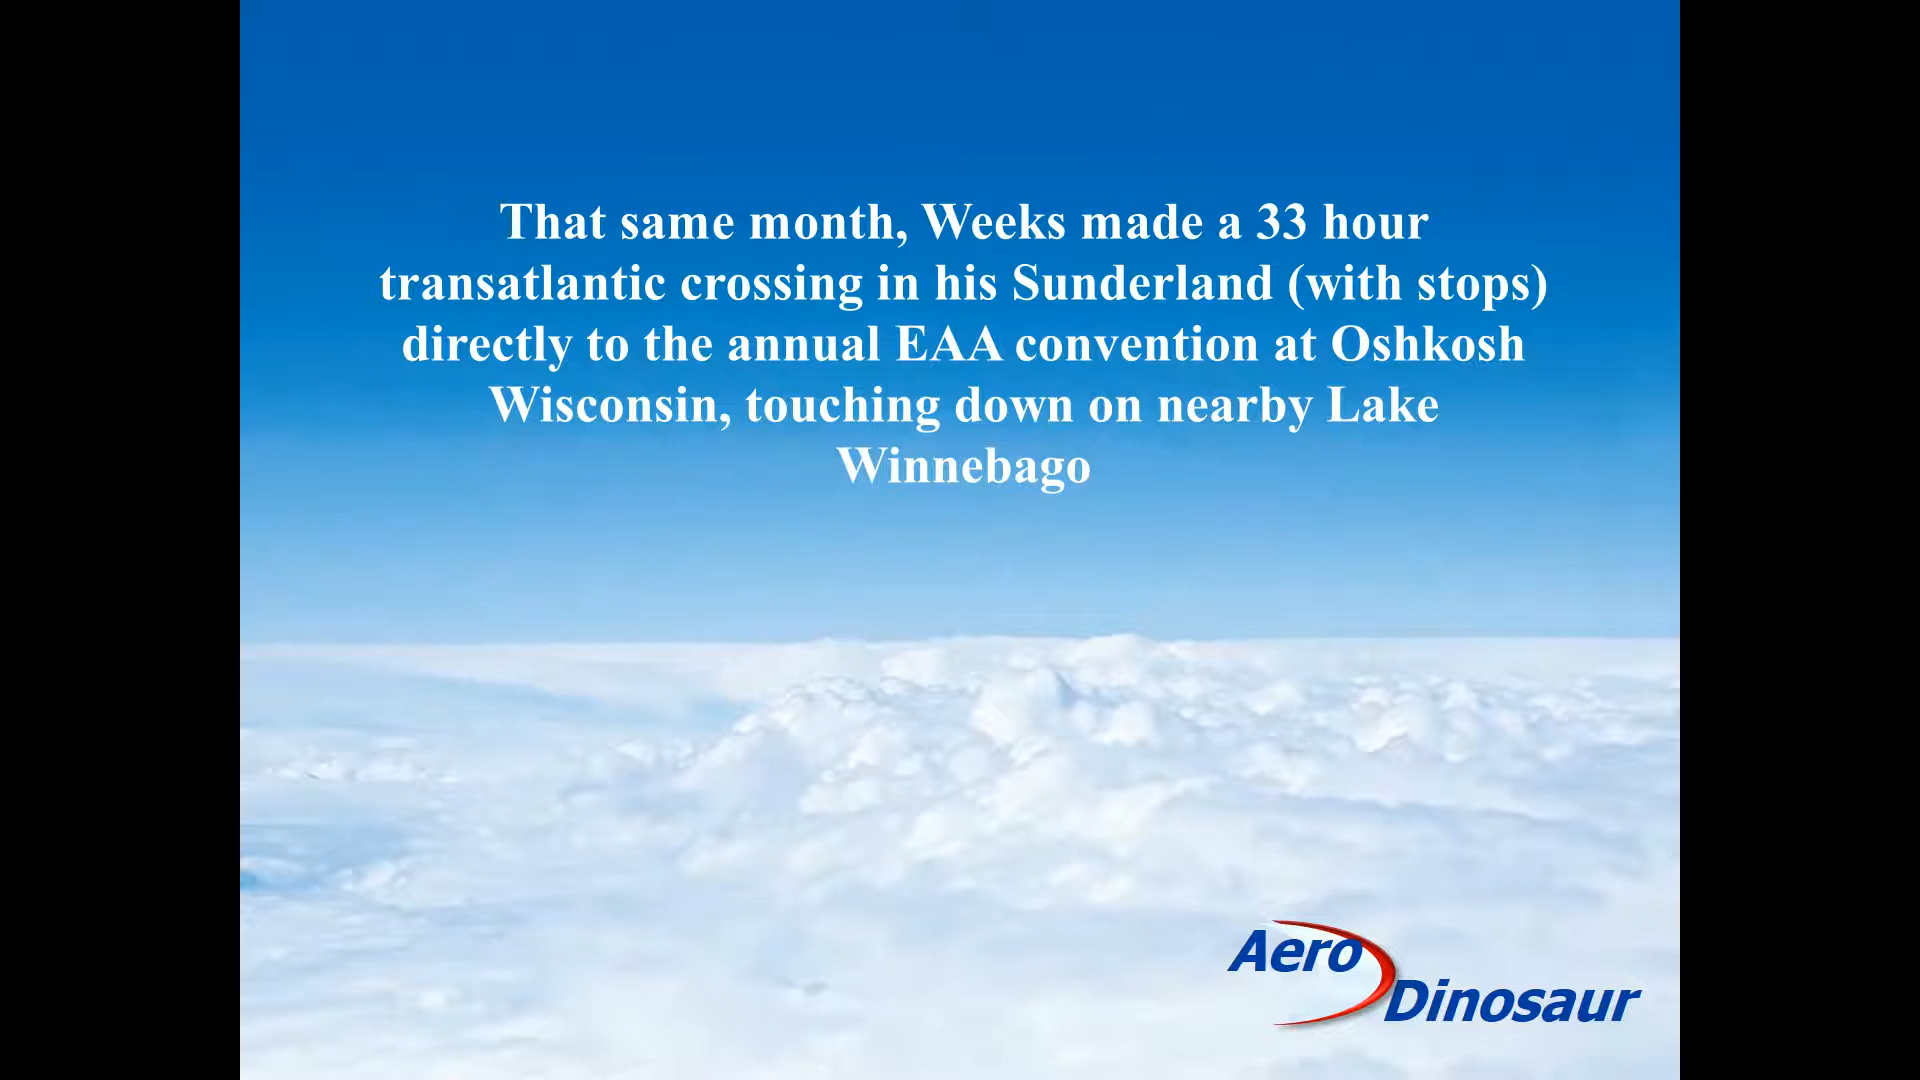 That same month, Weeks made a 33 hour
transatlantic crossing in his Sunderland (with stops)
directly to the annual EAA convention at Oshkosh
Wisconsin, touching down on nearby Lake
Winnebago
Aero
Dinosaur